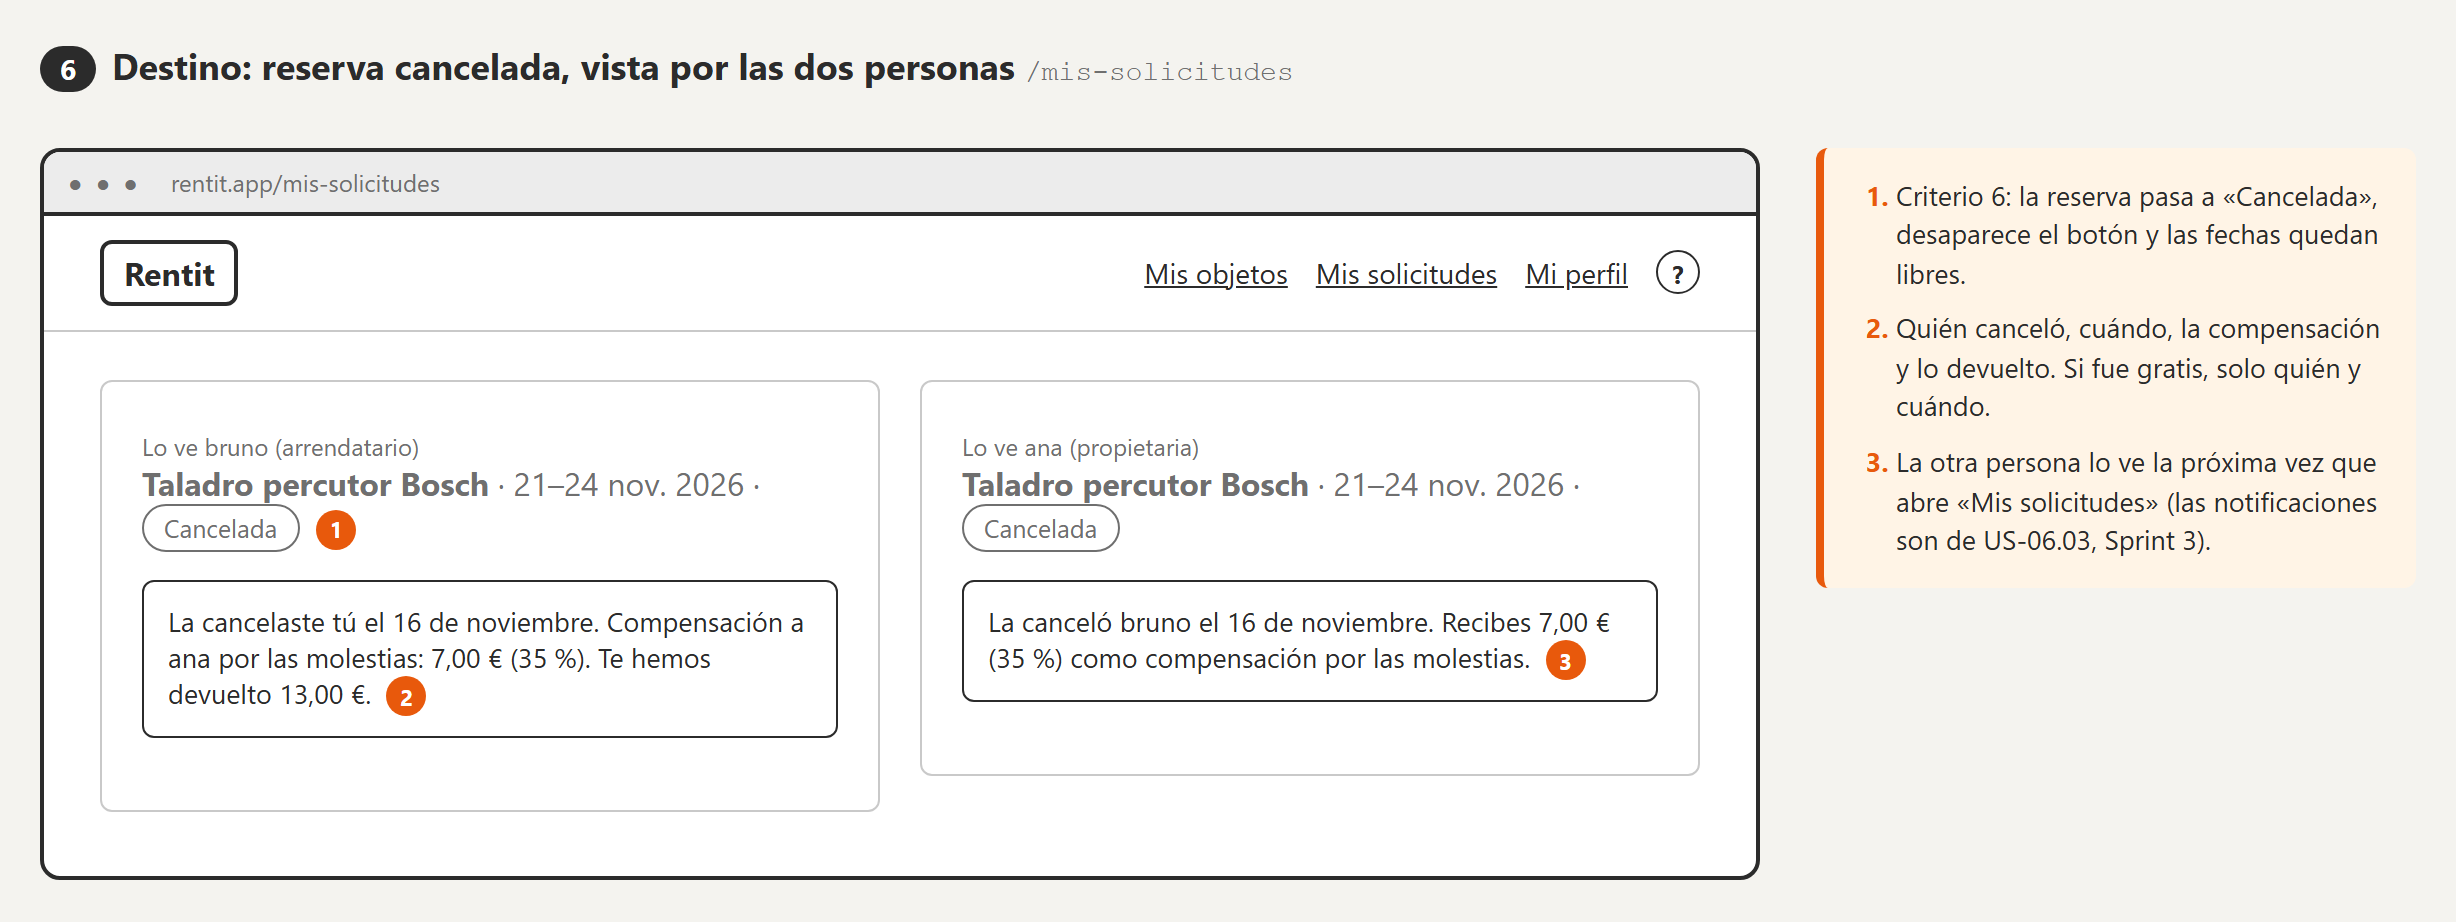 6 Destino: reserva cancelada, vista por las dos personas /mis-solicitudes
rentit.app/mis-solicitudes
Rentit
Mis objetos Mis solicitudes Mi perfil ?
Lo ve bruno (arrendatario)
Taladro percutor Bosch · 21–24 nov. 2026 ·
Cancelada 1
La cancelaste tú el 16 de noviembre. Compensación a
ana por las molestias: 7,00 € (35 %). Te hemos
devuelto 13,00 €. 2
Lo ve ana (propietaria)
Taladro percutor Bosch · 21–24 nov. 2026 ·
Cancelada
La canceló bruno el 16 de noviembre. Recibes 7,00 €
(35 %) como compensación por las molestias. 3
1. Criterio 6: la reserva pasa a «Cancelada»,
desaparece el botón y las fechas quedan
libres.
2. Quién canceló, cuándo, la compensación
y lo devuelto. Si fue gratis, solo quién y
cuándo.
3. La otra persona lo ve la próxima vez que
abre «Mis solicitudes» (las notificaciones
son de US-06.03, Sprint 3).